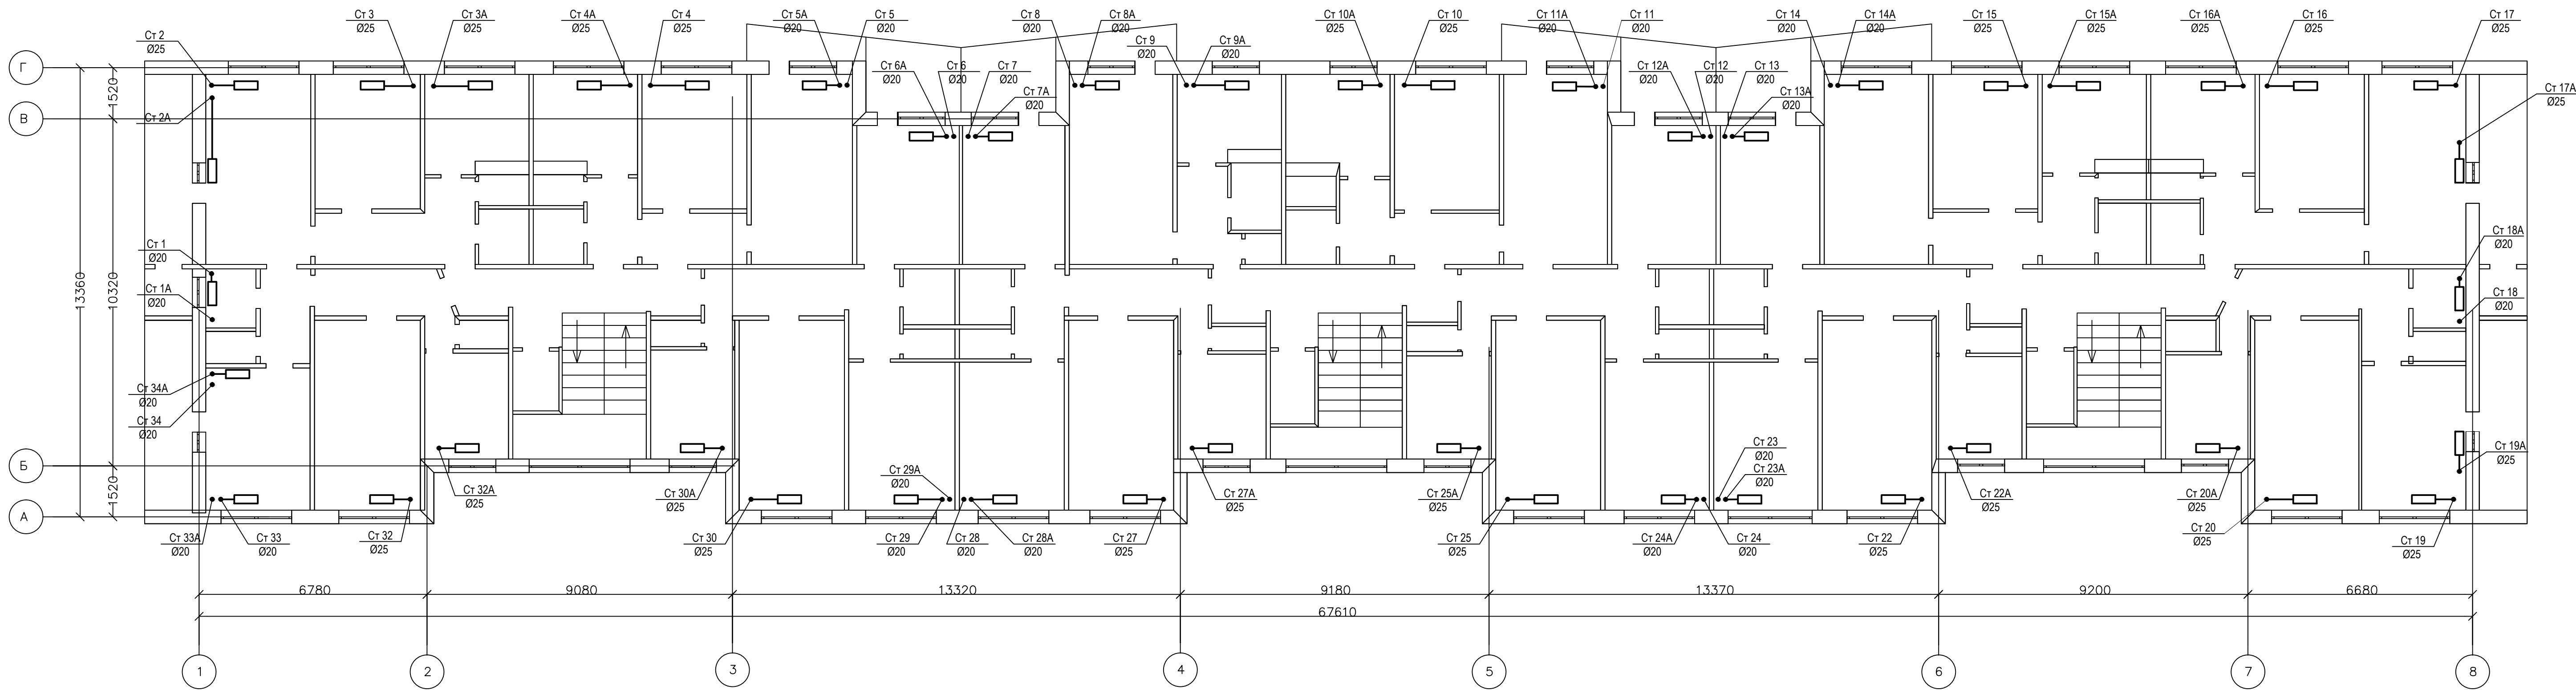 Ст 3
Ø25
Ст 3А
Ø25
Ст 4А
Ø25
Ст 4
Ø25
Ст 5А
Ø20
Ст 5
Ø20
Ст 8
Ø20
Ст 8А
Ø20
Ст 10А
Ø25
Ст 10
Ø25
Ст 11А
Ø20
Ст 11
Ø20
Ст 14
Ø20
Ст 14А
Ø20
Ст 15
Ø25
Ст 15А
Ø25
Ст 16А
Ø25
Ст 16
Ø25
Ст 17
Ø25
Ст 2
Ø25
Ст 9
Ø20
Ст 9А
Ø20
Г
Ст 6А
Ø20
Ст 6
Ø20
Ст 7
Ø20
Ст 12А
Ø20
Ст 12
Ø20
Ст 13
Ø20
Ст 7А
Ø20
Ст 13А
Ø20
Ст 17А
Ø25
1520
Ст 2А
В
Ст 1
Ø20
Ст 18А
Ø20
13360
10320
Ст 1А
Ø20
Ст 18
Ø20
Ст 34А
Ø20
Ст 34
Ø20
Ст 23
Ø20
Ст 19А
Ø25
Б
Ст 29А
Ø20
Ст 23А
Ø20
1520
Ст 32А
Ø25
Ст 30А
Ø25
Ст 27А
Ø25
Ст 25А
Ø25
Ст 22А
Ø25
Ст 20А
Ø25
А
Ст 33А
Ø20
Ст 33
Ø20
Ст 32
Ø25
Ст 30
Ø25
Ст 29
Ø20
Ст 28
Ø20
Ст 28А
Ø20
Ст 27
Ø25
Ст 25
Ø25
Ст 24А
Ø20
Ст 24
Ø20
Ст 22
Ø25
Ст 20
Ø25
Ст 19
Ø25
6780
9080
13320
9180
13370
9200
6680
67610
1
2
3
4
5
6
7
8